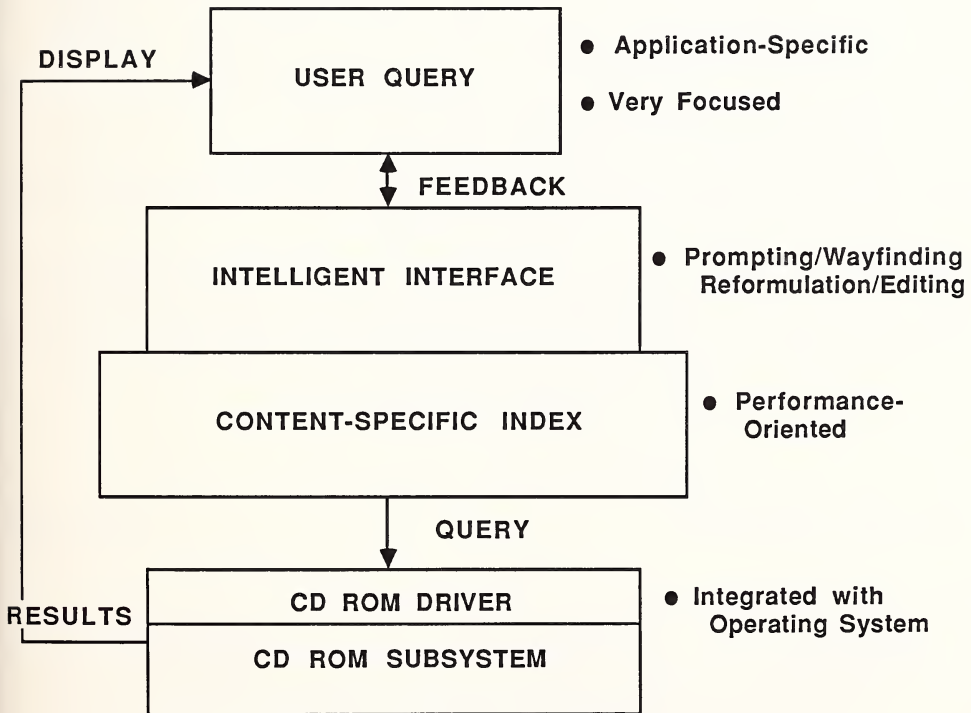 DISPLAY
USER QUERY
● Application-Specific
● Very Focused
FEEDBACK
INTELLIGENT INTERFACE
● Prompting/Wayfinding
Reformulation/Editing
CONTENT-SPECIFIC INDEX
● Performance-
Oriented
QUERY
RESULTS
CD ROM DRIVER
● Integrated with
Operating System
CD ROM SUBSYSTEM